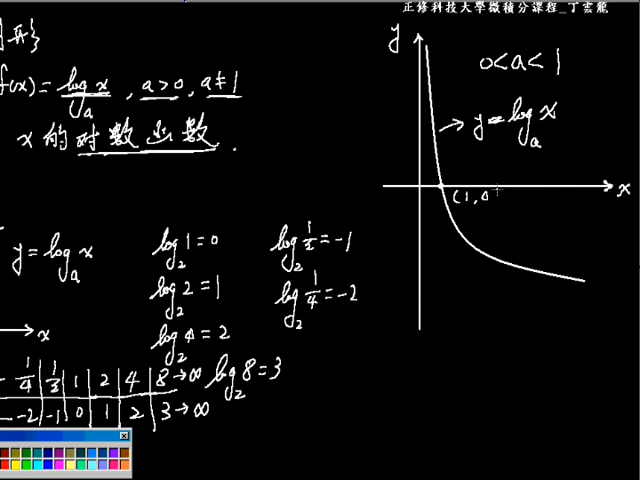 正修科技大學微積分課程_丁雲龍
f(x) = log_a x , a > 0 , a ≠ 1
x 的对数函数 .
y = log_a x
log_2 1 = 0
log_2 2 = 1
log_2 4 = 2
log_2 8 = 3
log_2 1/2 = -1
log_2 1/4 = -2
x
1/4 | 1/2 | 1 | 2 | 4 | 8 → ∞
-2 | -1 | 0 | 1 | 2 | 3 → ∞
y
0 < a < 1
y = log_a x
(1, 0
x